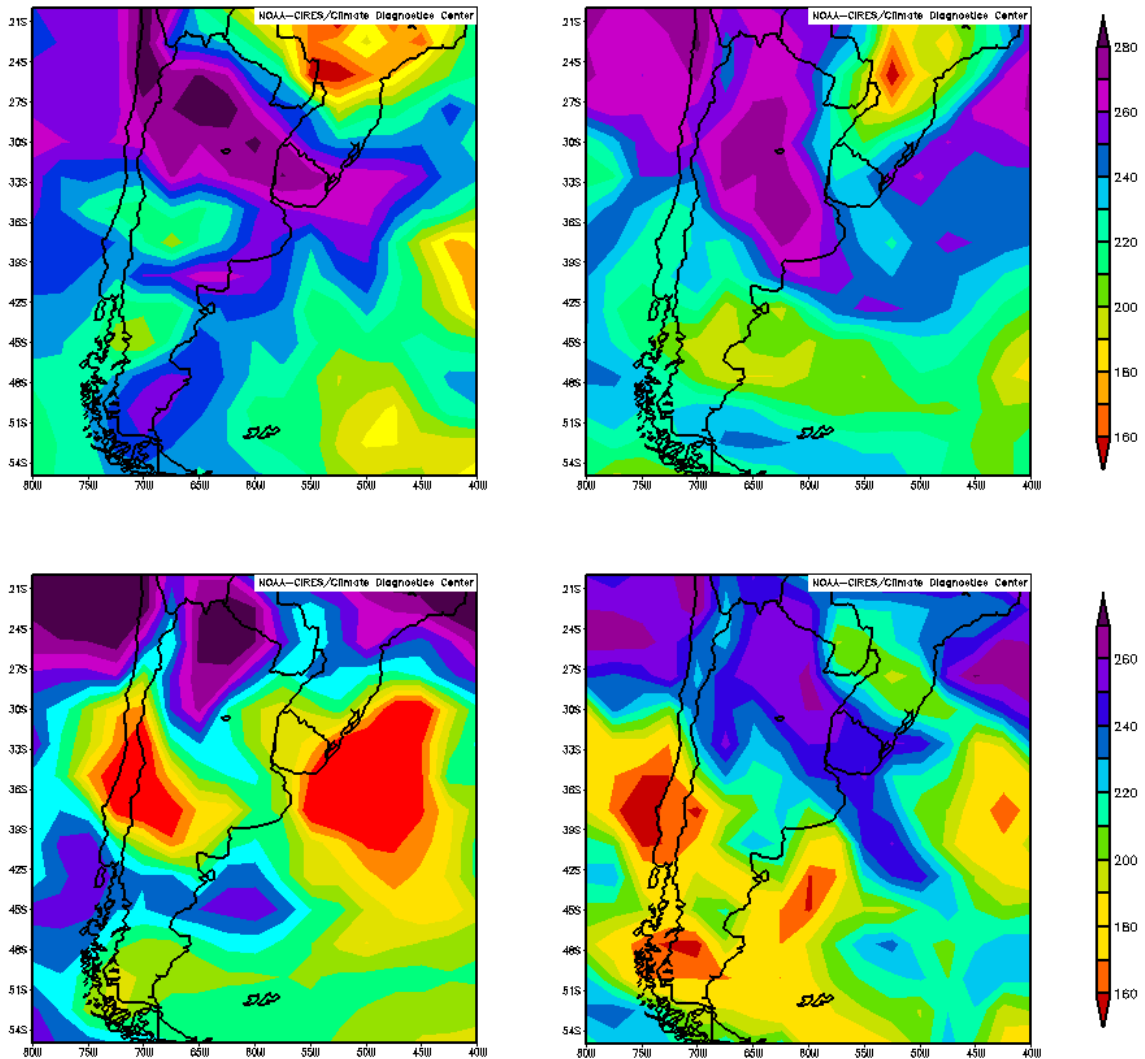 NOAA-CIRES/Climate Diagnostics Center
21S
24S
27S
30S
33S
36S
39S
42S
45S
48S
51S
54S
80W 75W 70W 65W 60W 55W 50W 45W 40W
NOAA-CIRES/Climate Diagnostics Center
21S
24S
27S
30S
33S
36S
39S
42S
45S
48S
51S
54S
80W 75W 70W 65W 60W 55W 50W 45W 40W
280
260
240
220
200
180
160
NOAA-CIRES/Climate Diagnostics Center
21S
24S
27S
30S
33S
36S
39S
42S
45S
48S
51S
54S
80W 75W 70W 65W 60W 55W 50W 45W 40W
NOAA-CIRES/Climate Diagnostics Center
21S
24S
27S
30S
33S
36S
39S
42S
45S
48S
51S
54S
80W 75W 70W 65W 60W 55W 50W 45W 40W
260
240
220
200
180
160